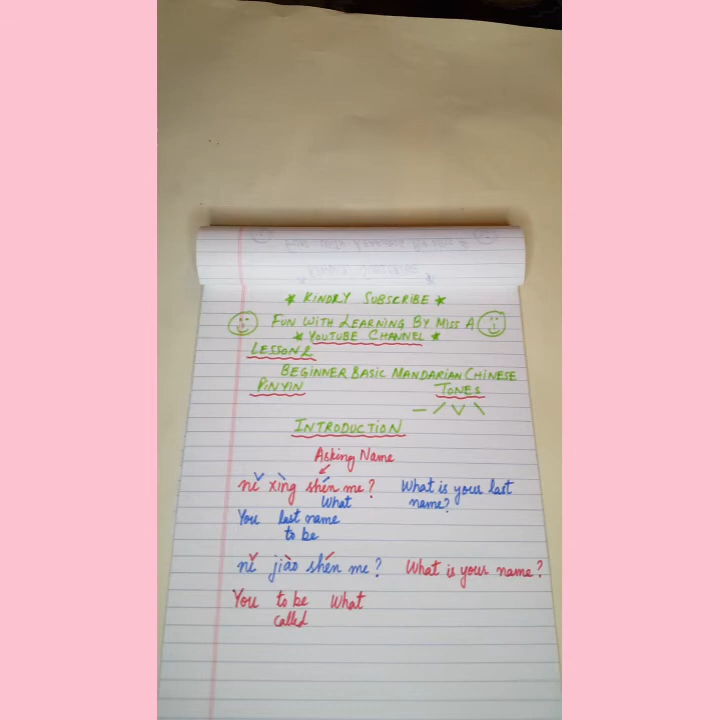 ★ KINDRY SUBSCRIBE ★
FUN WITH LEARNING BY MISS A
★ YOUTUBE CHANNEL ★
LESSON 2
BEGINNER BASIC MANDARIAN CHINESE
PINYIN TONES
— / V \
INTRODUCTION
Asking Name
nǐ xìng shén me? What is your last
What name?
You last name
to be
nǐ jiào shén me? What is your name?
You to be What
called